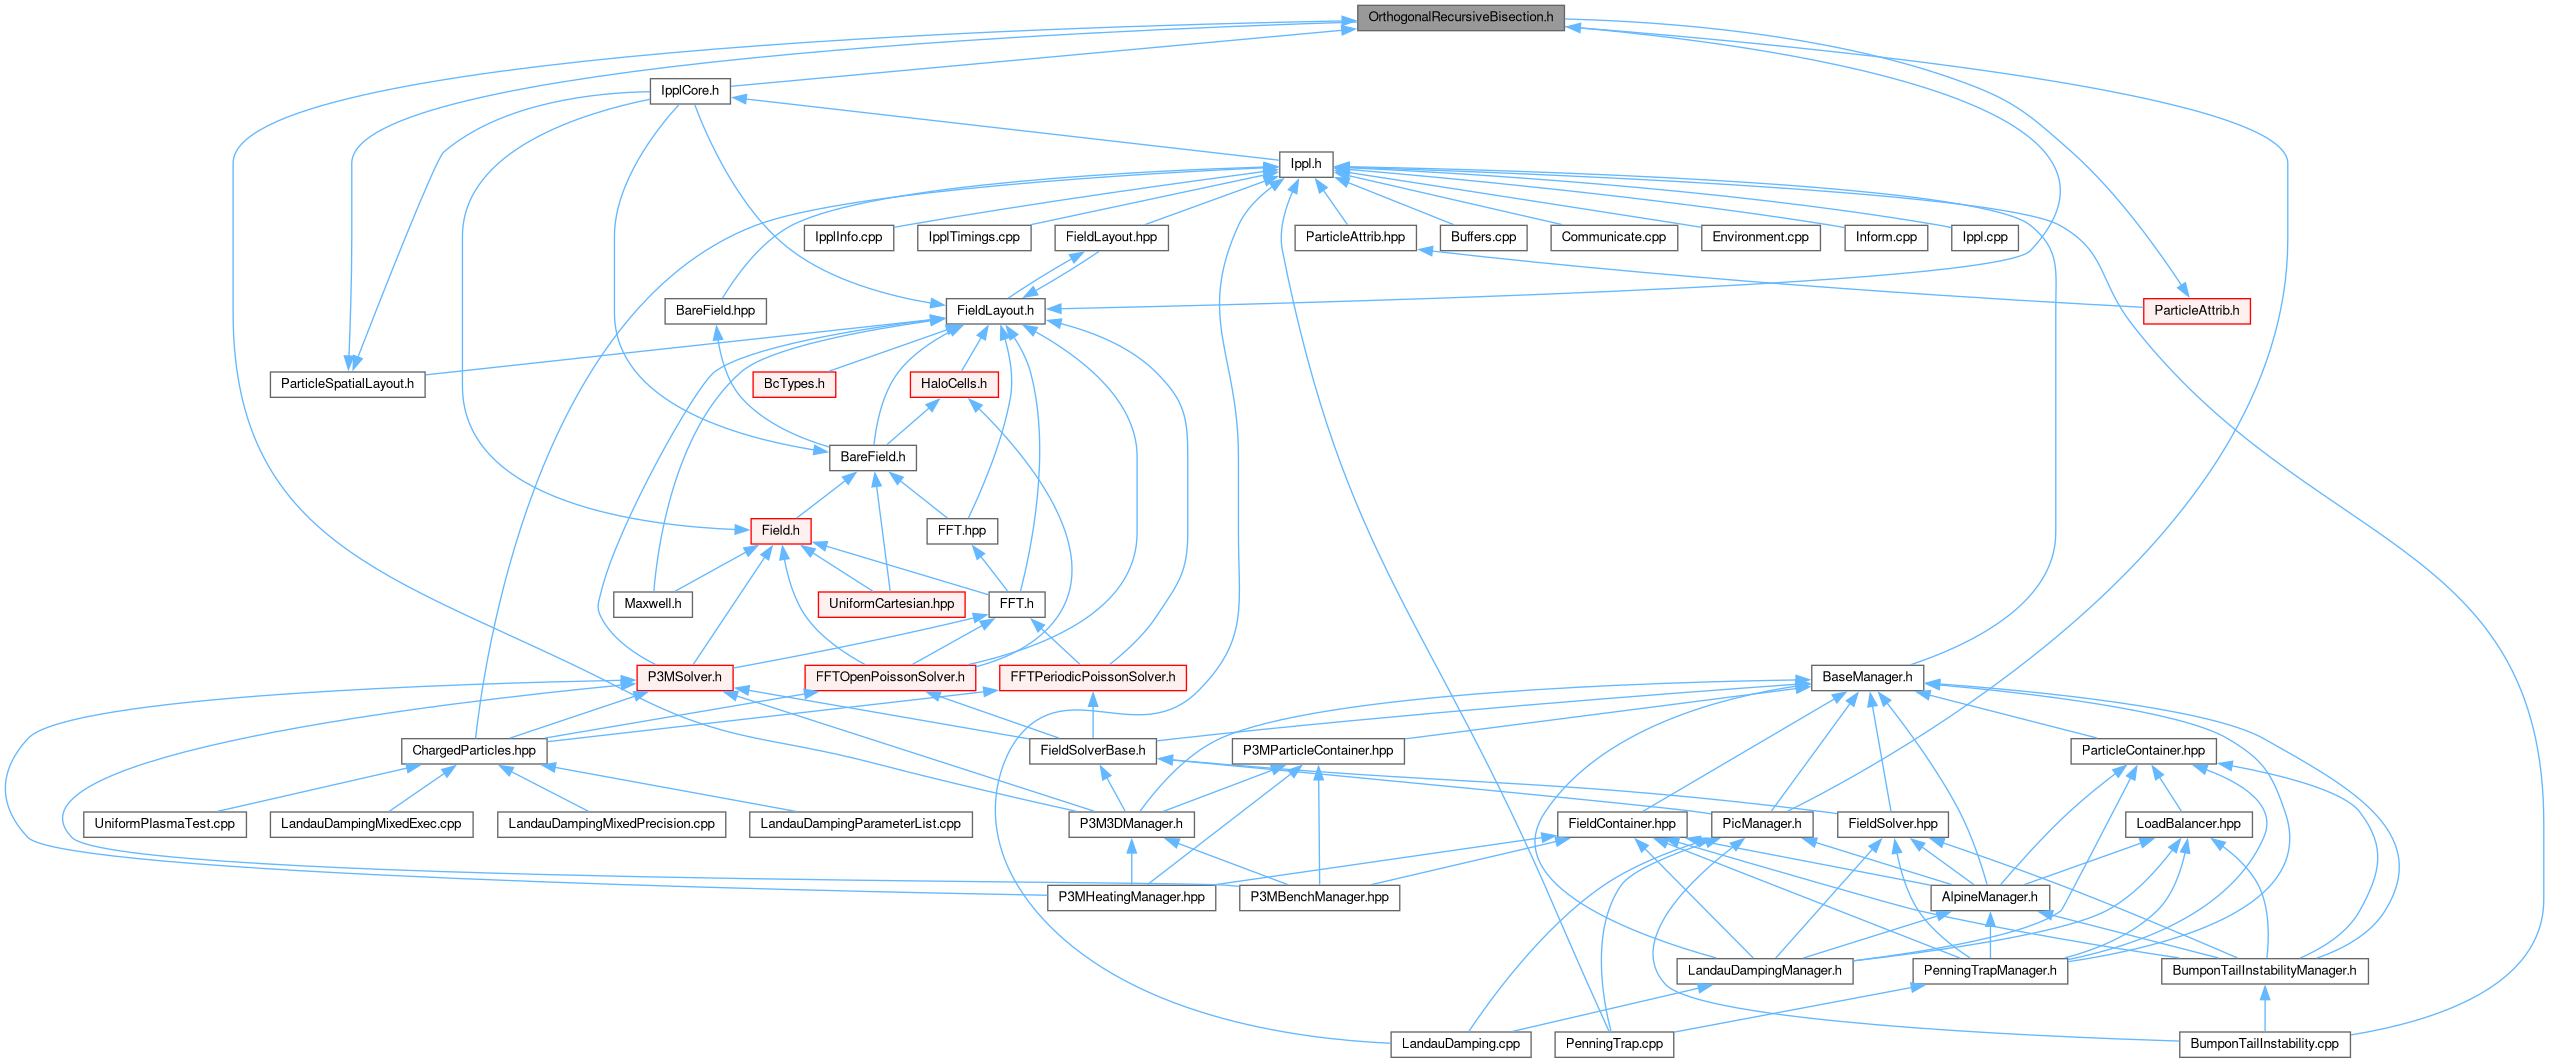 OrthogonalRecursiveBisection.h
IpplCore.h
Ippl.h
IpplInfo.cpp
IpplTimings.cpp
FieldLayout.hpp
ParticleAttrib.hpp
Buffers.cpp
Communicate.cpp
Environment.cpp
Inform.cpp
Ippl.cpp
BareField.hpp
FieldLayout.h
ParticleAttrib.h
ParticleSpatialLayout.h
BcTypes.h
HaloCells.h
BareField.h
Field.h
FFT.hpp
Maxwell.h
UniformCartesian.hpp
FFT.h
P3MSolver.h
FFTOpenPoissonSolver.h
FFTPeriodicPoissonSolver.h
BaseManager.h
ChargedParticles.hpp
FieldSolverBase.h
P3MParticleContainer.hpp
ParticleContainer.hpp
UniformPlasmaTest.cpp
LandauDampingMixedExec.cpp
LandauDampingMixedPrecision.cpp
LandauDampingParameterList.cpp
P3M3DManager.h
FieldContainer.hpp
PicManager.h
FieldSolver.hpp
LoadBalancer.hpp
P3MHeatingManager.hpp
P3MBenchManager.hpp
AlpineManager.h
LandauDampingManager.h
PenningTrapManager.h
BumponTailInstabilityManager.h
LandauDamping.cpp
PenningTrap.cpp
BumponTailInstability.cpp